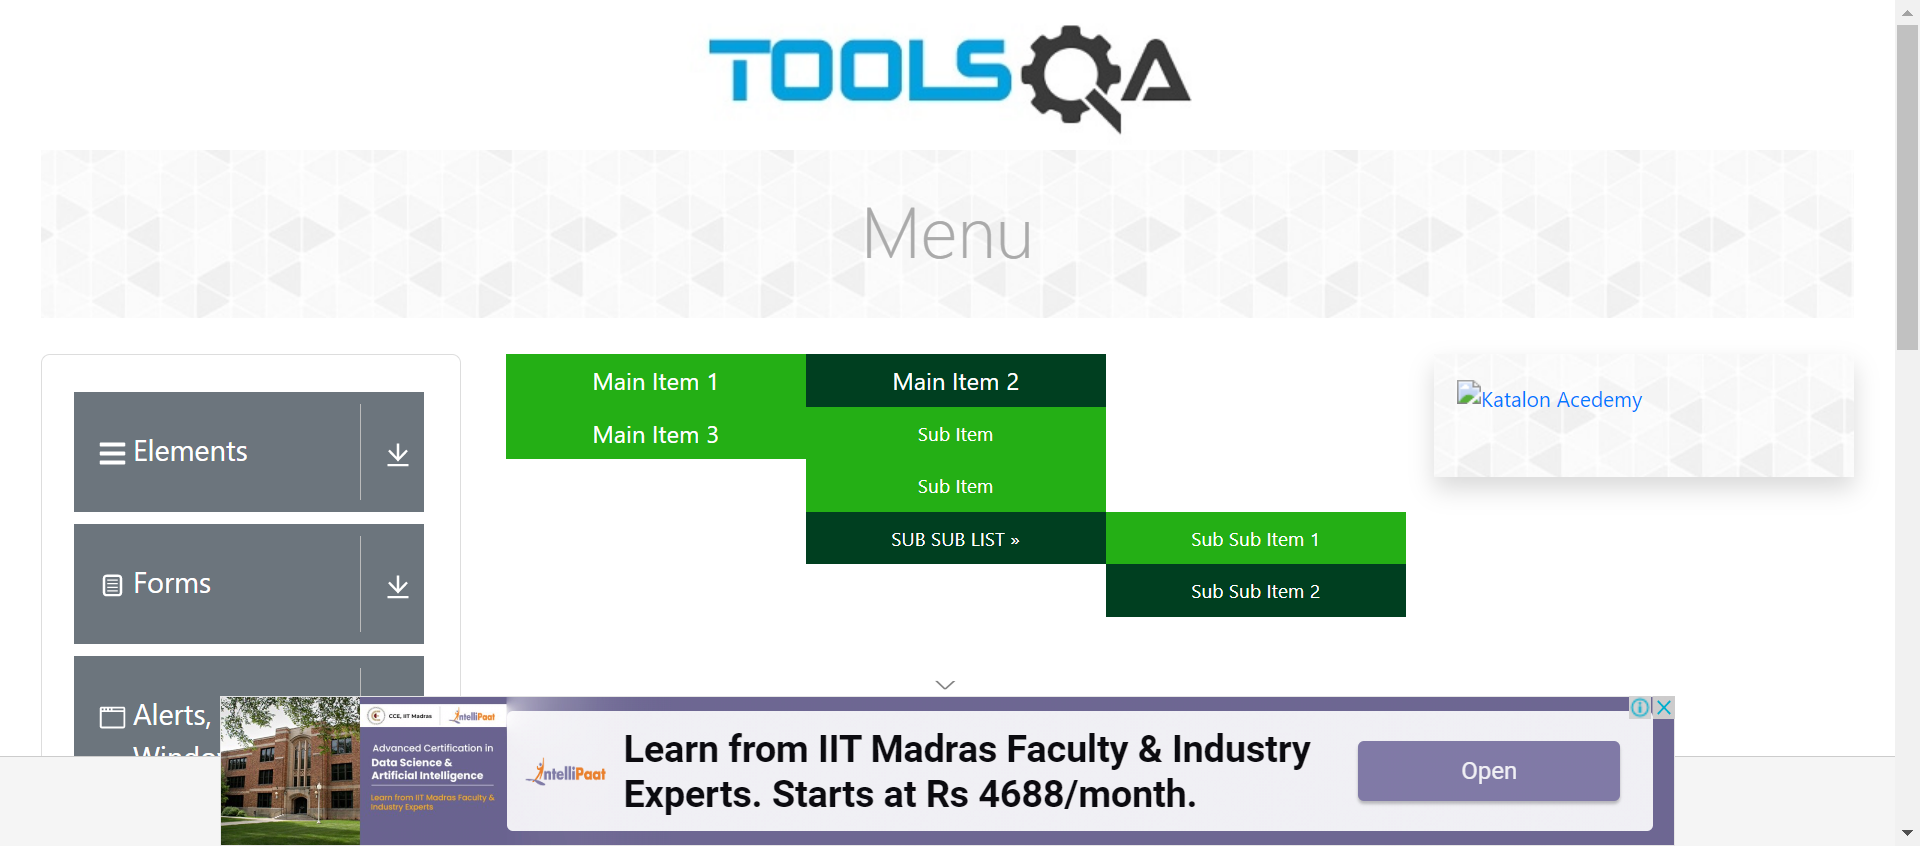 TOOLSQA
Menu
Elements
Forms
Alerts,
Main Item 1
Main Item 2
Main Item 3
Sub Item
Sub Item
SUB SUB LIST »
Sub Sub Item 1
Sub Sub Item 2
Katalon Acedemy
CCE, IIT Madras
IntelliPaat
Advanced Certification in
Data Science &
Artificial Intelligence
Learn from IIT Madras Faculty &
Industry Experts
IntelliPaat
Learn from IIT Madras Faculty & Industry
Experts. Starts at Rs 4688/month.
Open